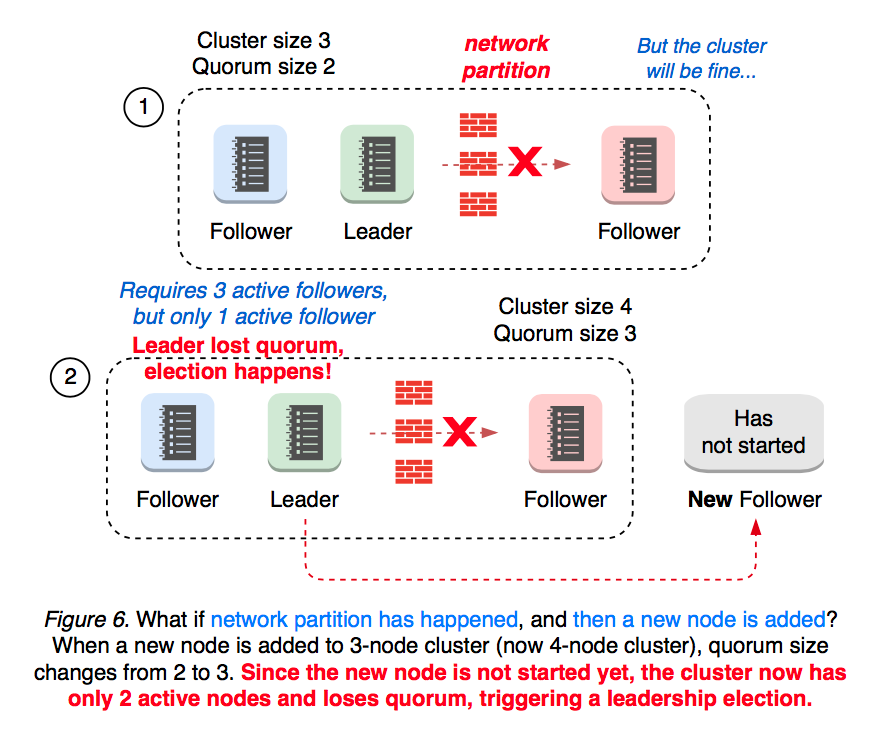 Cluster size 3
Quorum size 2
network
partition
But the cluster
will be fine...
1
Follower
Leader
Follower
Requires 3 active followers,
but only 1 active follower
Leader lost quorum,
election happens!
Cluster size 4
Quorum size 3
2
Has
not started
Follower
Leader
Follower
New Follower
Figure 6. What if network partition has happened, and then a new node is added?
When a new node is added to 3-node cluster (now 4-node cluster), quorum size
changes from 2 to 3. Since the new node is not started yet, the cluster now has
only 2 active nodes and loses quorum, triggering a leadership election.